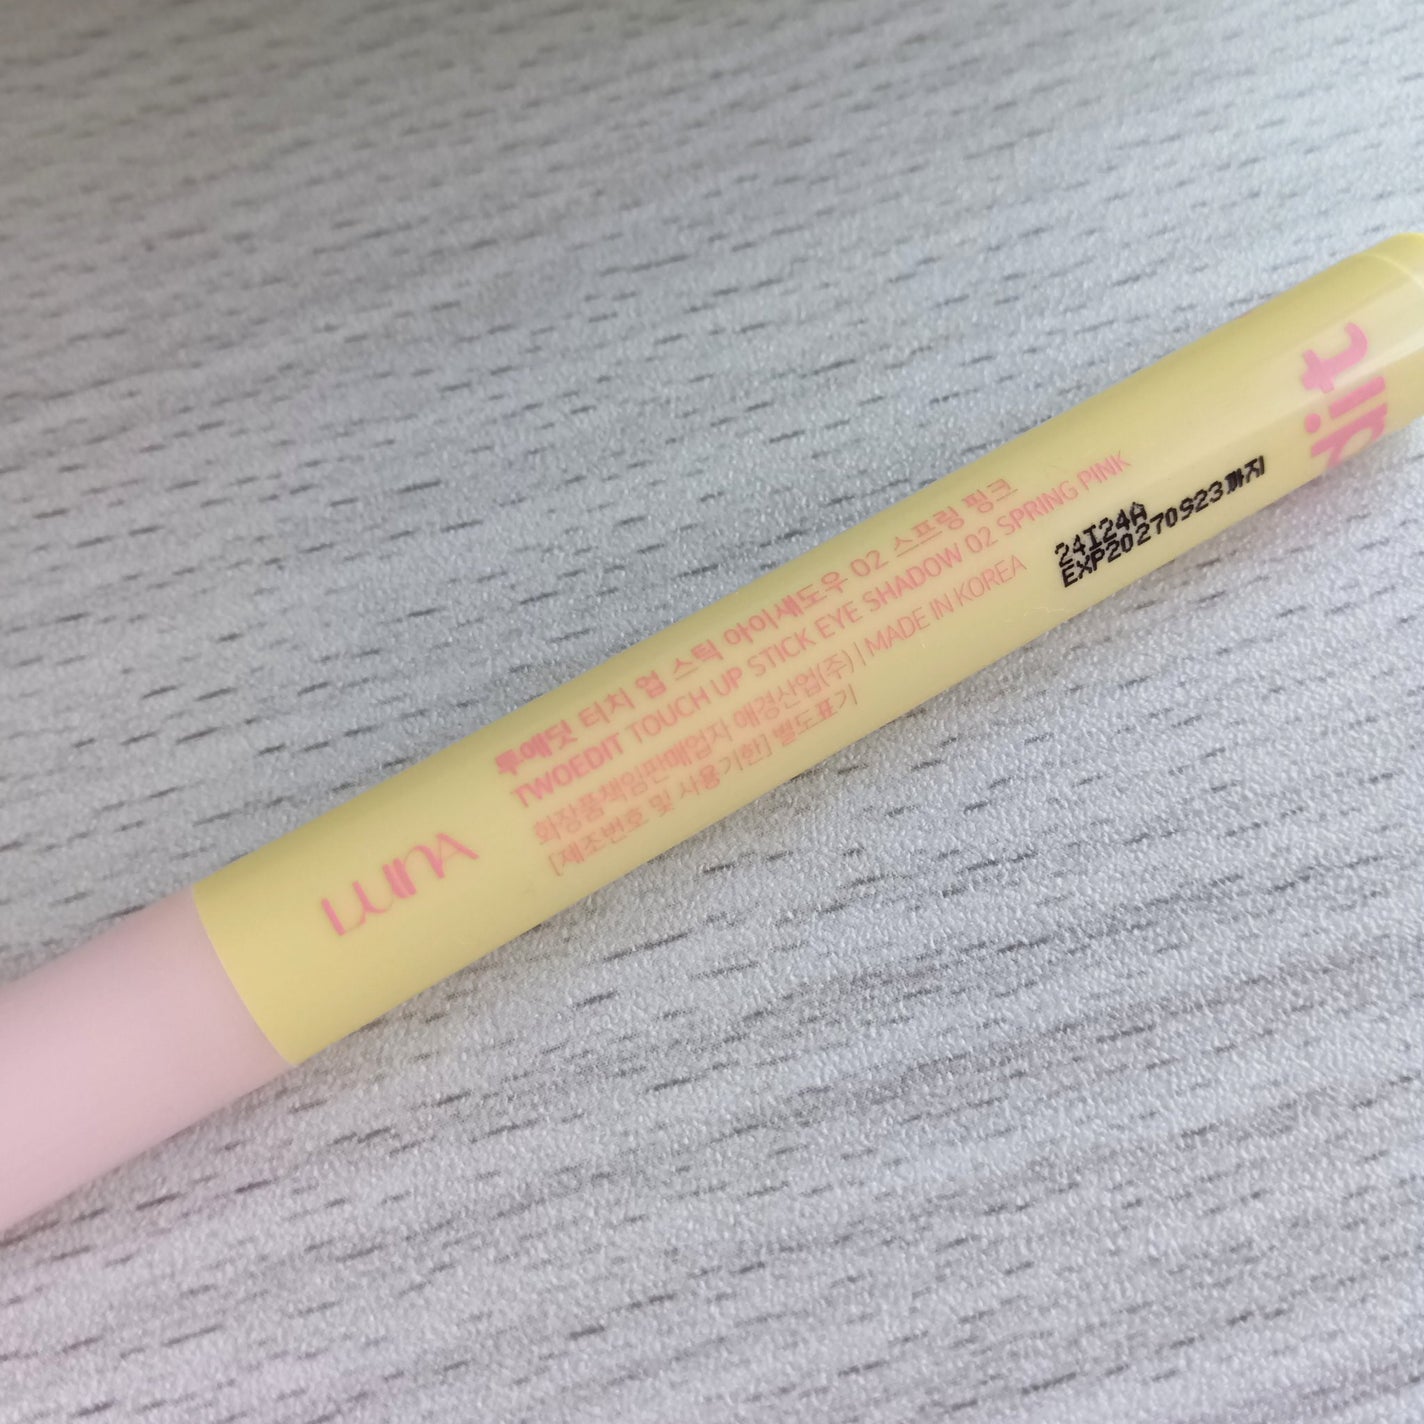 LUNA
투에딧 터치 업 스틱 아이섀도우 02 스프링 핑크
TWOEDIT TOUCH UP STICK EYE SHADOW 02 SPRING PINK
화장품책임판매업자 애경산업(주) | MADE IN KOREA
[제조번호 및 사용기한] 별도표기
24I24A
EXP20270923까지
dit